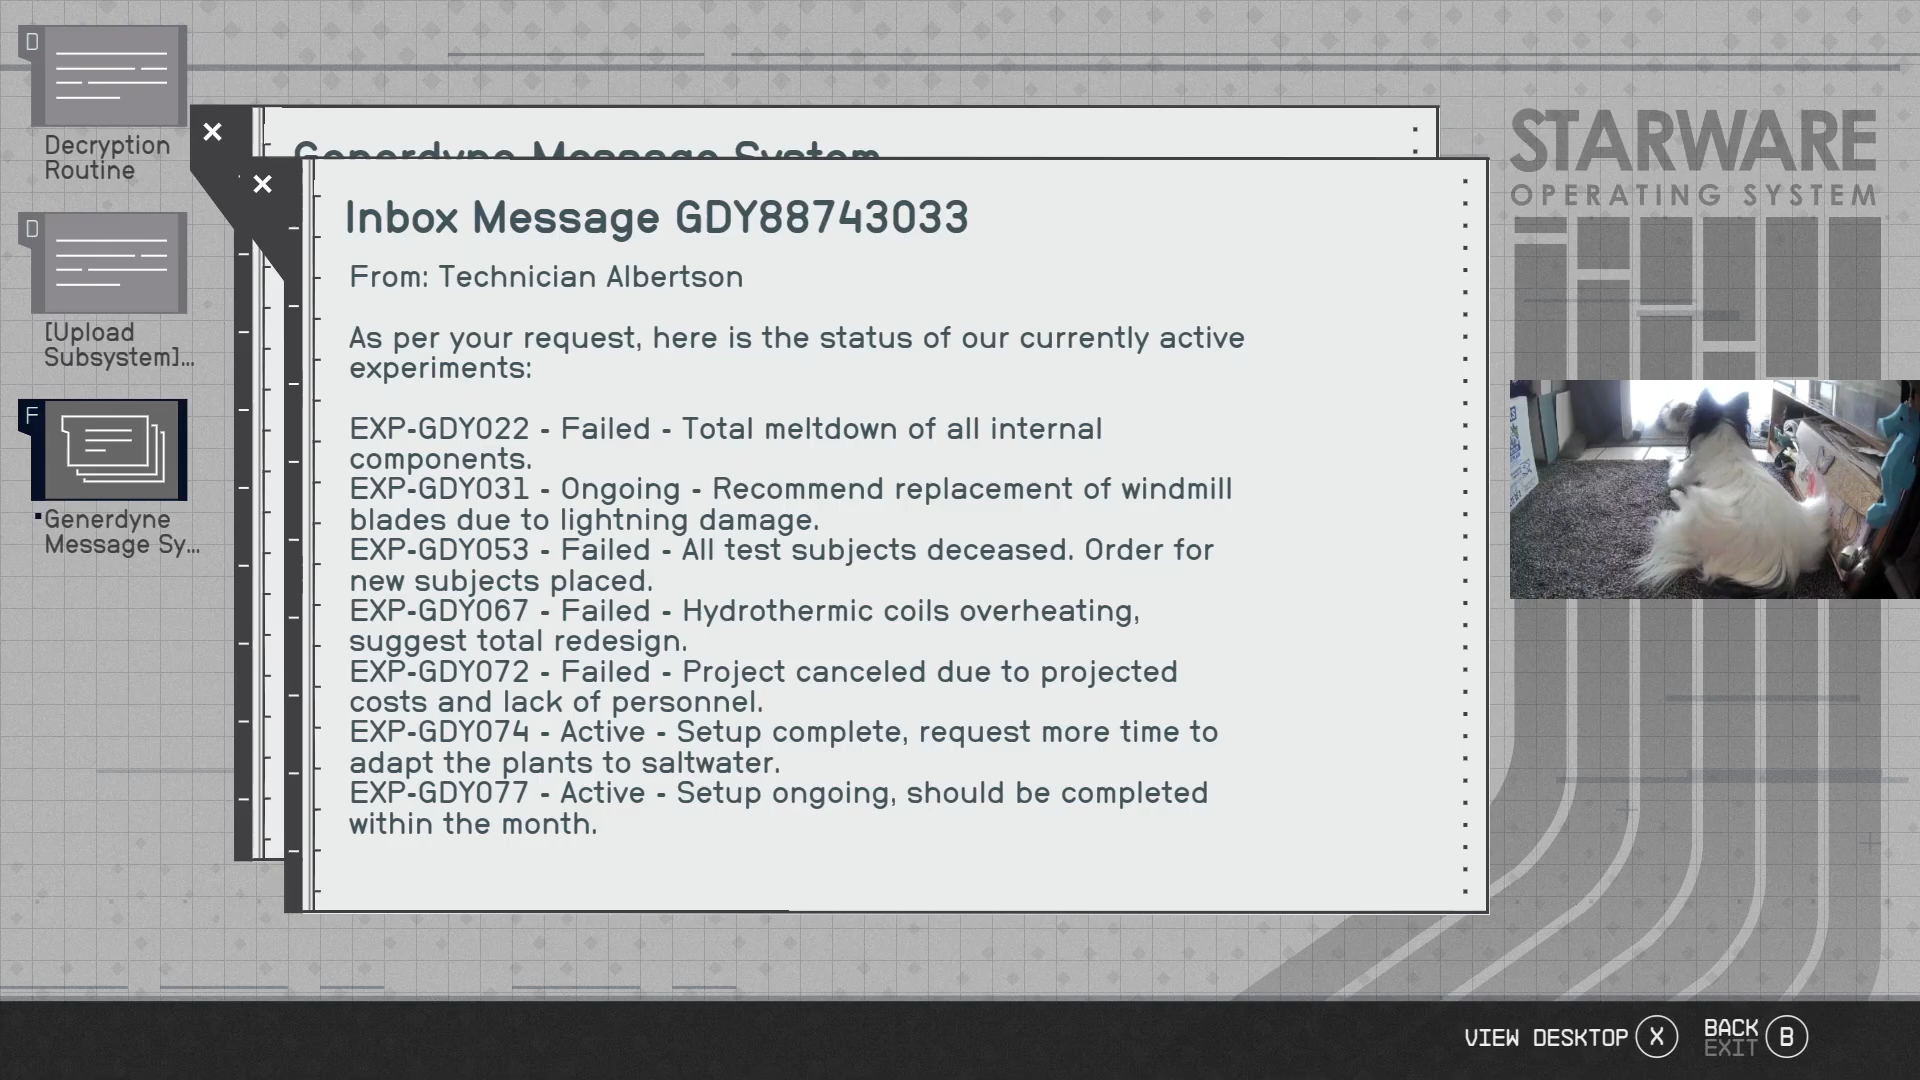 D
Decryption
Routine
D
[Upload
Subsystem]...
F
Generdyne
Message Sy...
Generdyne Message System
Inbox Message GDY88743033
From: Technician Albertson
As per your request, here is the status of our currently active
experiments:
EXP-GDY022 - Failed - Total meltdown of all internal
components.
EXP-GDY031 - Ongoing - Recommend replacement of windmill
blades due to lightning damage.
EXP-GDY053 - Failed - All test subjects deceased. Order for
new subjects placed.
EXP-GDY067 - Failed - Hydrothermic coils overheating,
suggest total redesign.
EXP-GDY072 - Failed - Project canceled due to projected
costs and lack of personnel.
EXP-GDY074 - Active - Setup complete, request more time to
adapt the plants to saltwater.
EXP-GDY077 - Active - Setup ongoing, should be completed
within the month.
STARWARE
OPERATING SYSTEM
VIEW DESKTOP X
BACK B
EXIT